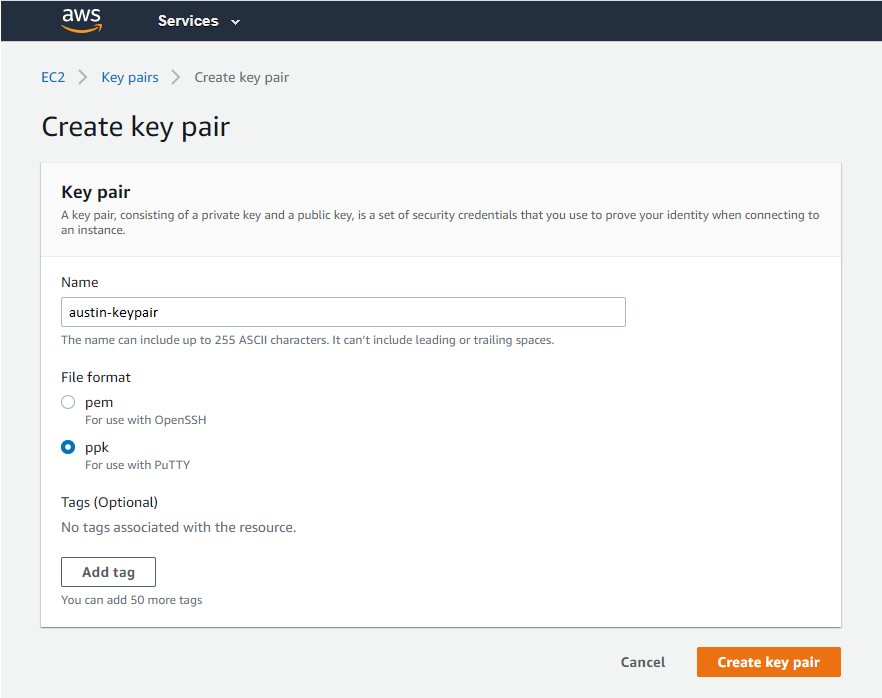 aws Services
EC2 Key pairs Create key pair
Create key pair
Key pair
A key pair, consisting of a private key and a public key, is a set of security credentials that you use to prove your identity when connecting to
an instance.
Name
austin-keypair
The name can include up to 255 ASCII characters. It can't include leading or trailing spaces.
File format
pem
For use with OpenSSH
ppk
For use with PuTTY
Tags (Optional)
No tags associated with the resource.
Add tag
You can add 50 more tags
Cancel Create key pair